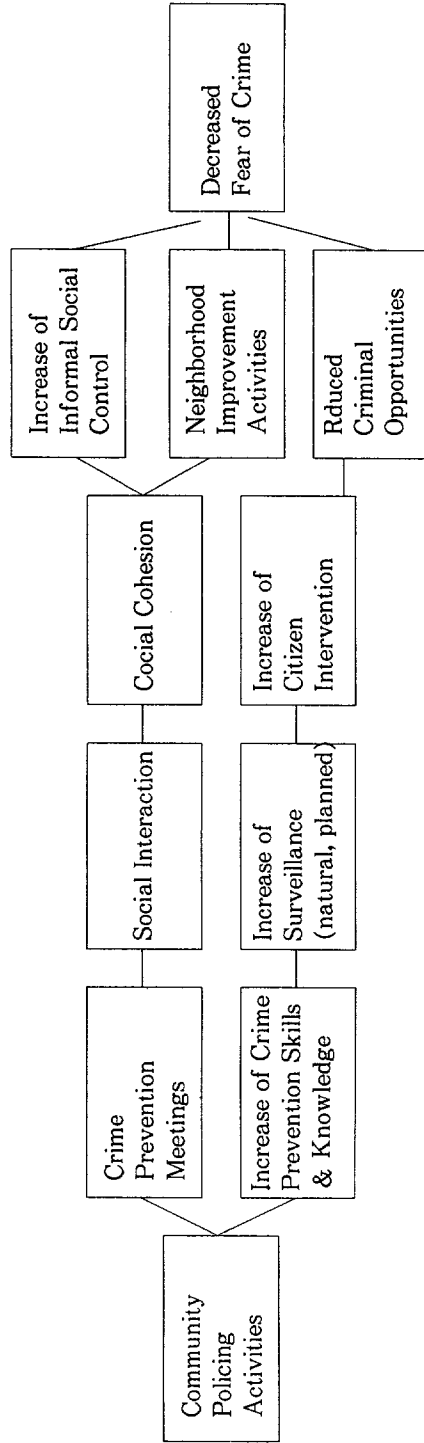 Community
Policing
Activities
Crime
Prevention
Meetings
Social Interaction
Cocial Cohesion
Increase of
Informal Social
Control
Neighborhood
Improvement
Activities
Increase of Crime
Prevention Skills
& Knowledge
Increase of
Surveillance
(natural, planned)
Increase of
Citizen
Intervention
Rduced
Criminal
Opportunities
Decreased
Fear of Crime